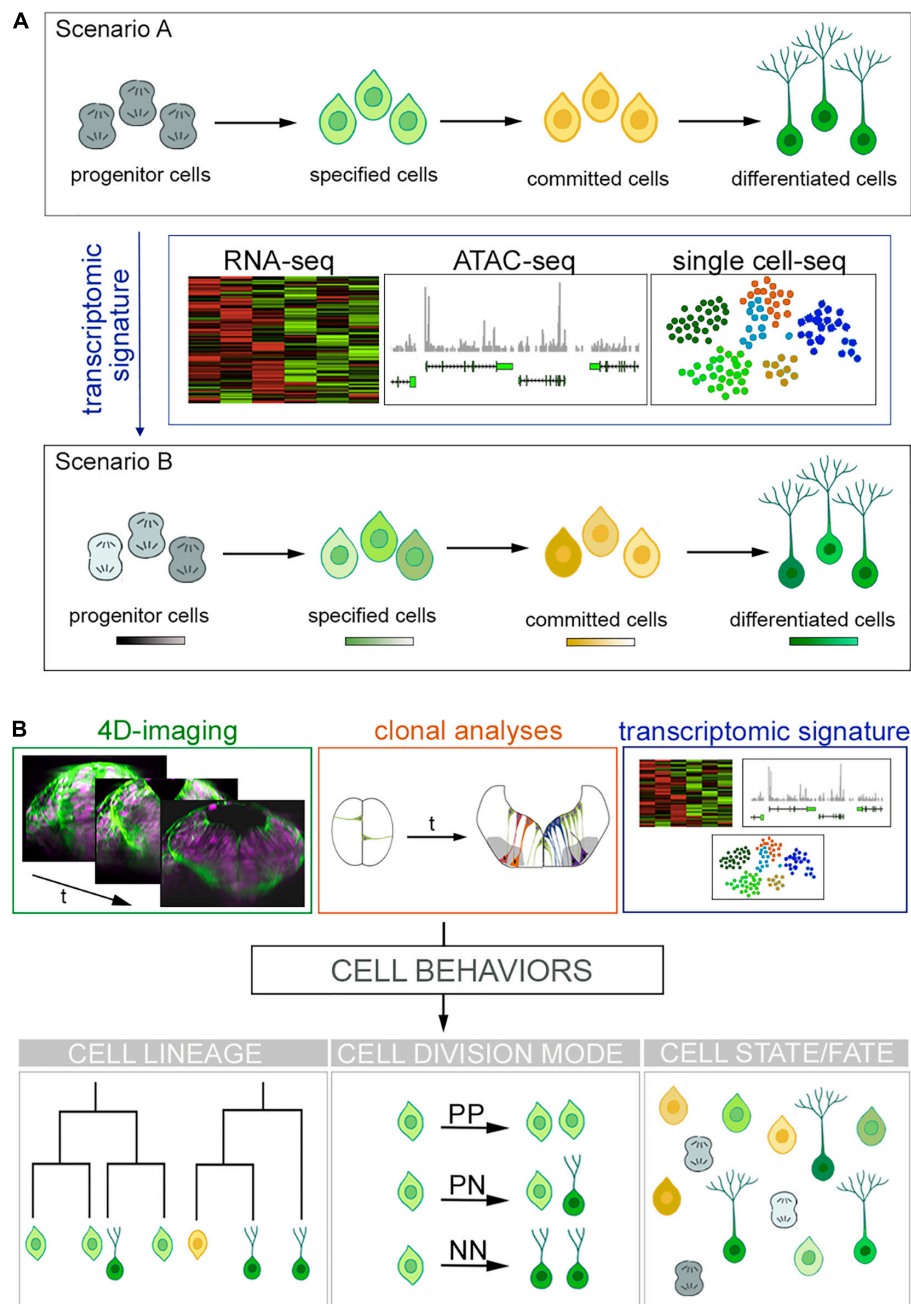 A
Scenario A
progenitor cells
specified cells
committed cells
differentiated cells
transcriptomic
signature
RNA-seq
ATAC-seq
single cell-seq
Scenario B
progenitor cells
specified cells
committed cells
differentiated cells
B
4D-imaging
clonal analyses
transcriptomic signature
t
t
CELL BEHAVIORS
CELL LINEAGE
CELL DIVISION MODE
CELL STATE/FATE
PP
PN
NN